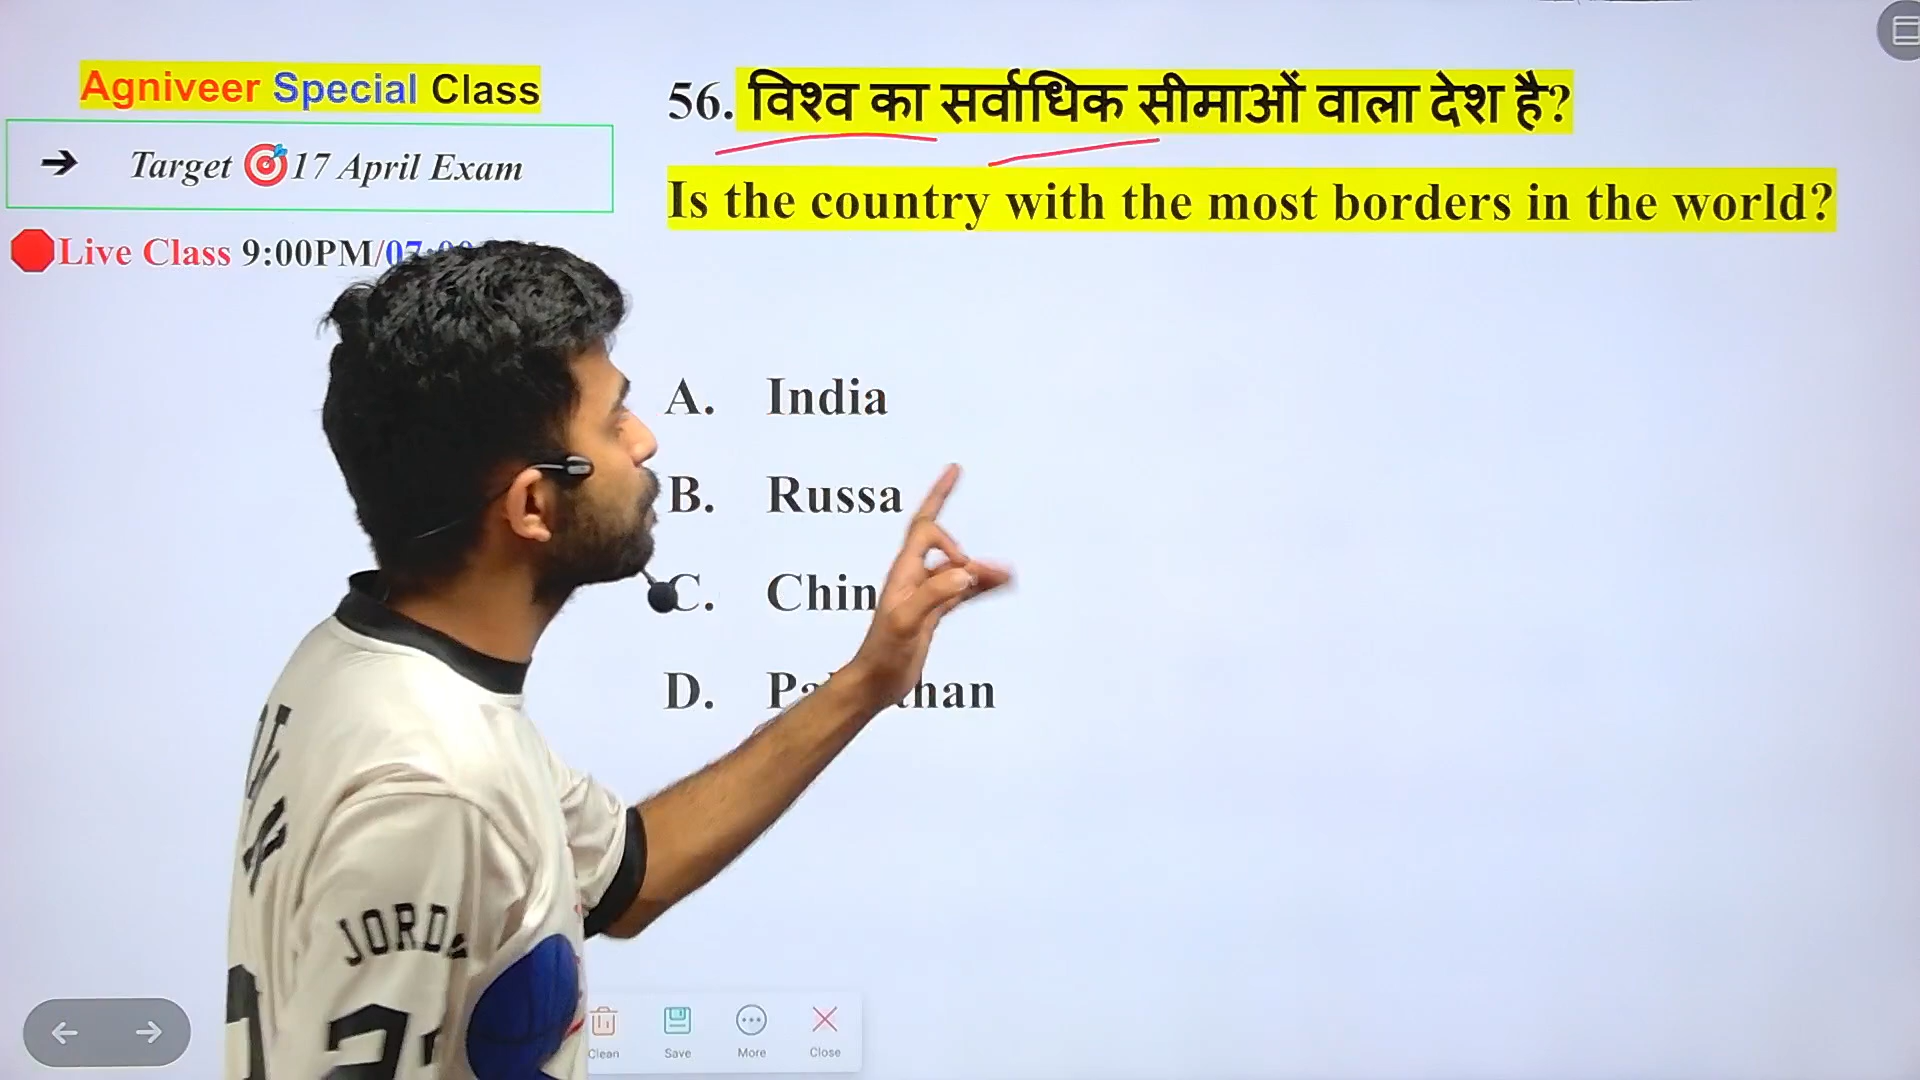 Agniveer Special Class
➔ Target 🎯17 April Exam
Live Class 9:00PM/
56. विश्व का सर्वाधिक सीमाओं वाला देश है?
Is the country with the most borders in the world?
A. India
B. Russa
C.
D.
Clean
Save
More
Close